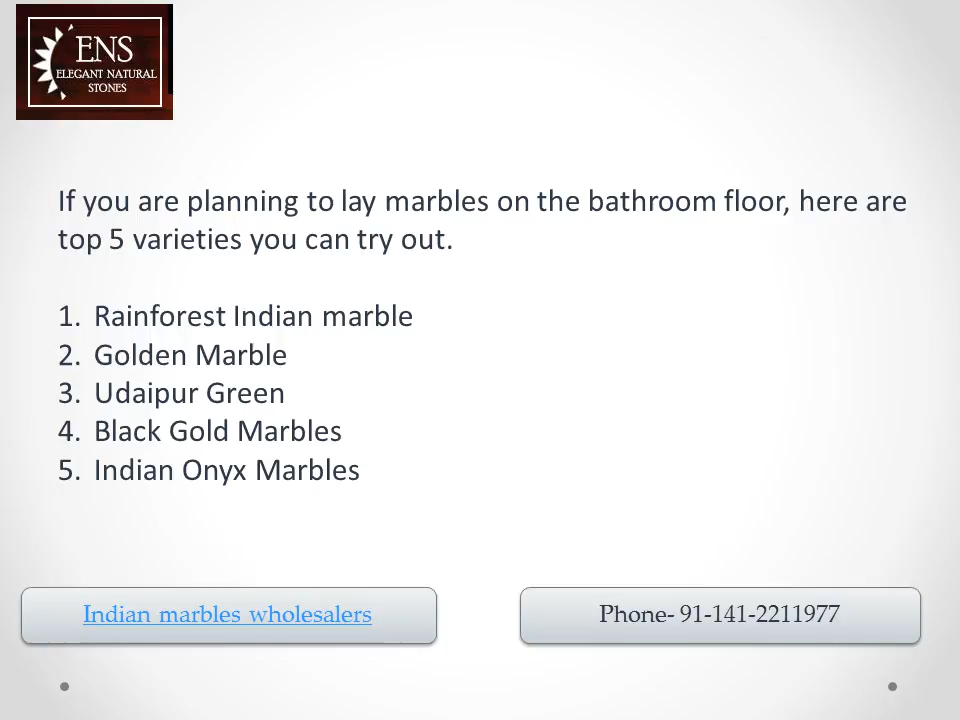 ENS
ELEGANT NATURAL
STONES
If you are planning to lay marbles on the bathroom floor, here are
top 5 varieties you can try out.
1. Rainforest Indian marble
2. Golden Marble
3. Udaipur Green
4. Black Gold Marbles
5. Indian Onyx Marbles
Indian marbles wholesalers
Phone- 91-141-2211977